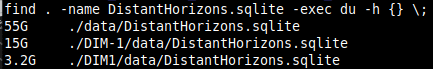 find . -name DistantHorizons.sqlite -exec du -h {} \;
55G ./data/DistantHorizons.sqlite
15G ./DIM-1/data/DistantHorizons.sqlite
3.2G ./DIM1/data/DistantHorizons.sqlite